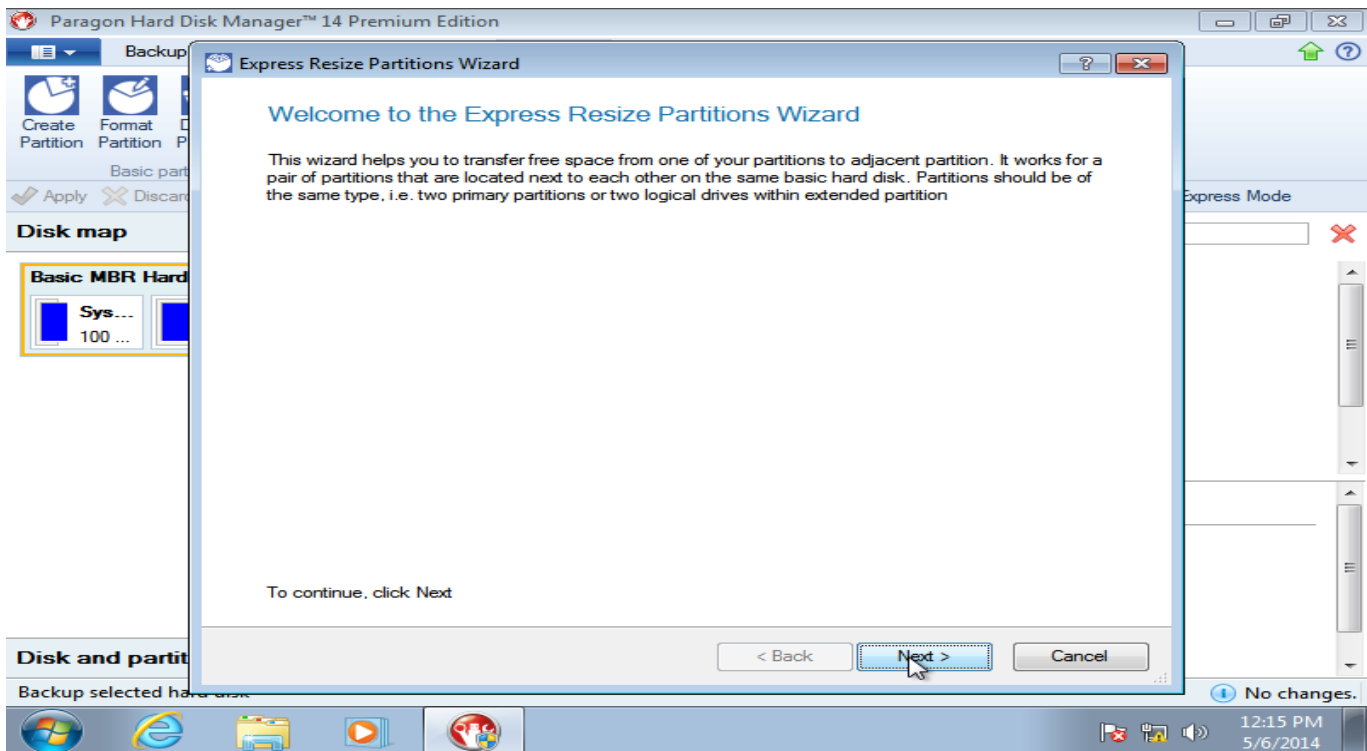 Paragon Hard Disk Manager™ 14 Premium Edition
Backup
Express Resize Partitions Wizard
Welcome to the Express Resize Partitions Wizard
This wizard helps you to transfer free space from one of your partitions to adjacent partition. It works for a
pair of partitions that are located next to each other on the same basic hard disk. Partitions should be of
the same type, i.e. two primary partitions or two logical drives within extended partition
Create
Partition
Format
Partition
Basic part
Apply
Discard
Express Mode
Disk map
Basic MBR Hard
Sys...
100 ...
To continue, click Next
< Back
Next >
Cancel
Disk and partit
Backup selected hard disk
No changes.
12:15 PM
5/6/2014